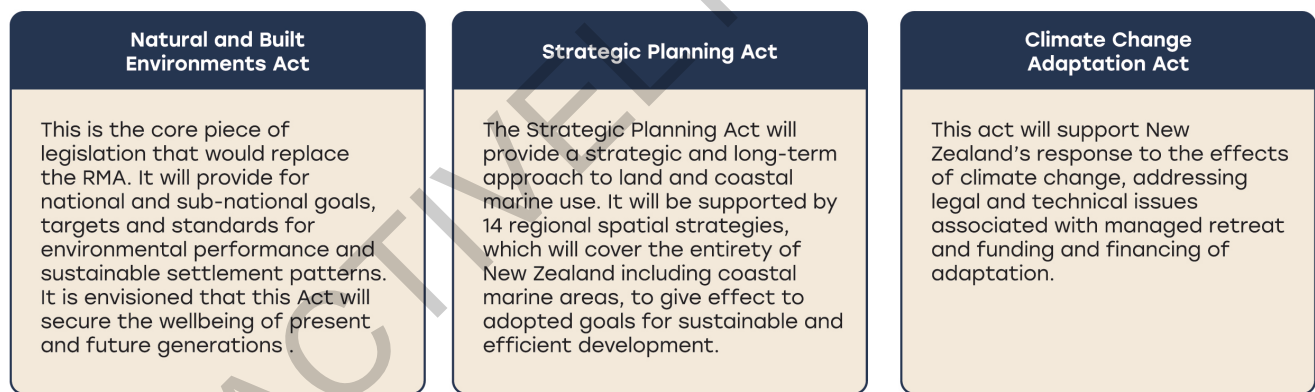 Natural and Built
Environments Act
This is the core piece of
legislation that would replace
the RMA. It will provide for
national and sub-national goals,
targets and standards for
environmental performance and
sustainable settlement patterns.
It is envisioned that this Act will
secure the wellbeing of present
and future generations .
Strategic Planning Act
The Strategic Planning Act will
provide a strategic and long-term
approach to land and coastal
marine use. It will be supported by
14 regional spatial strategies,
which will cover the entirety of
New Zealand including coastal
marine areas, to give effect to
adopted goals for sustainable and
efficient development.
Climate Change
Adaptation Act
This act will support New
Zealand’s response to the effects
of climate change, addressing
legal and technical issues
associated with managed retreat
and funding and financing of
adaptation.
ACTIVEL